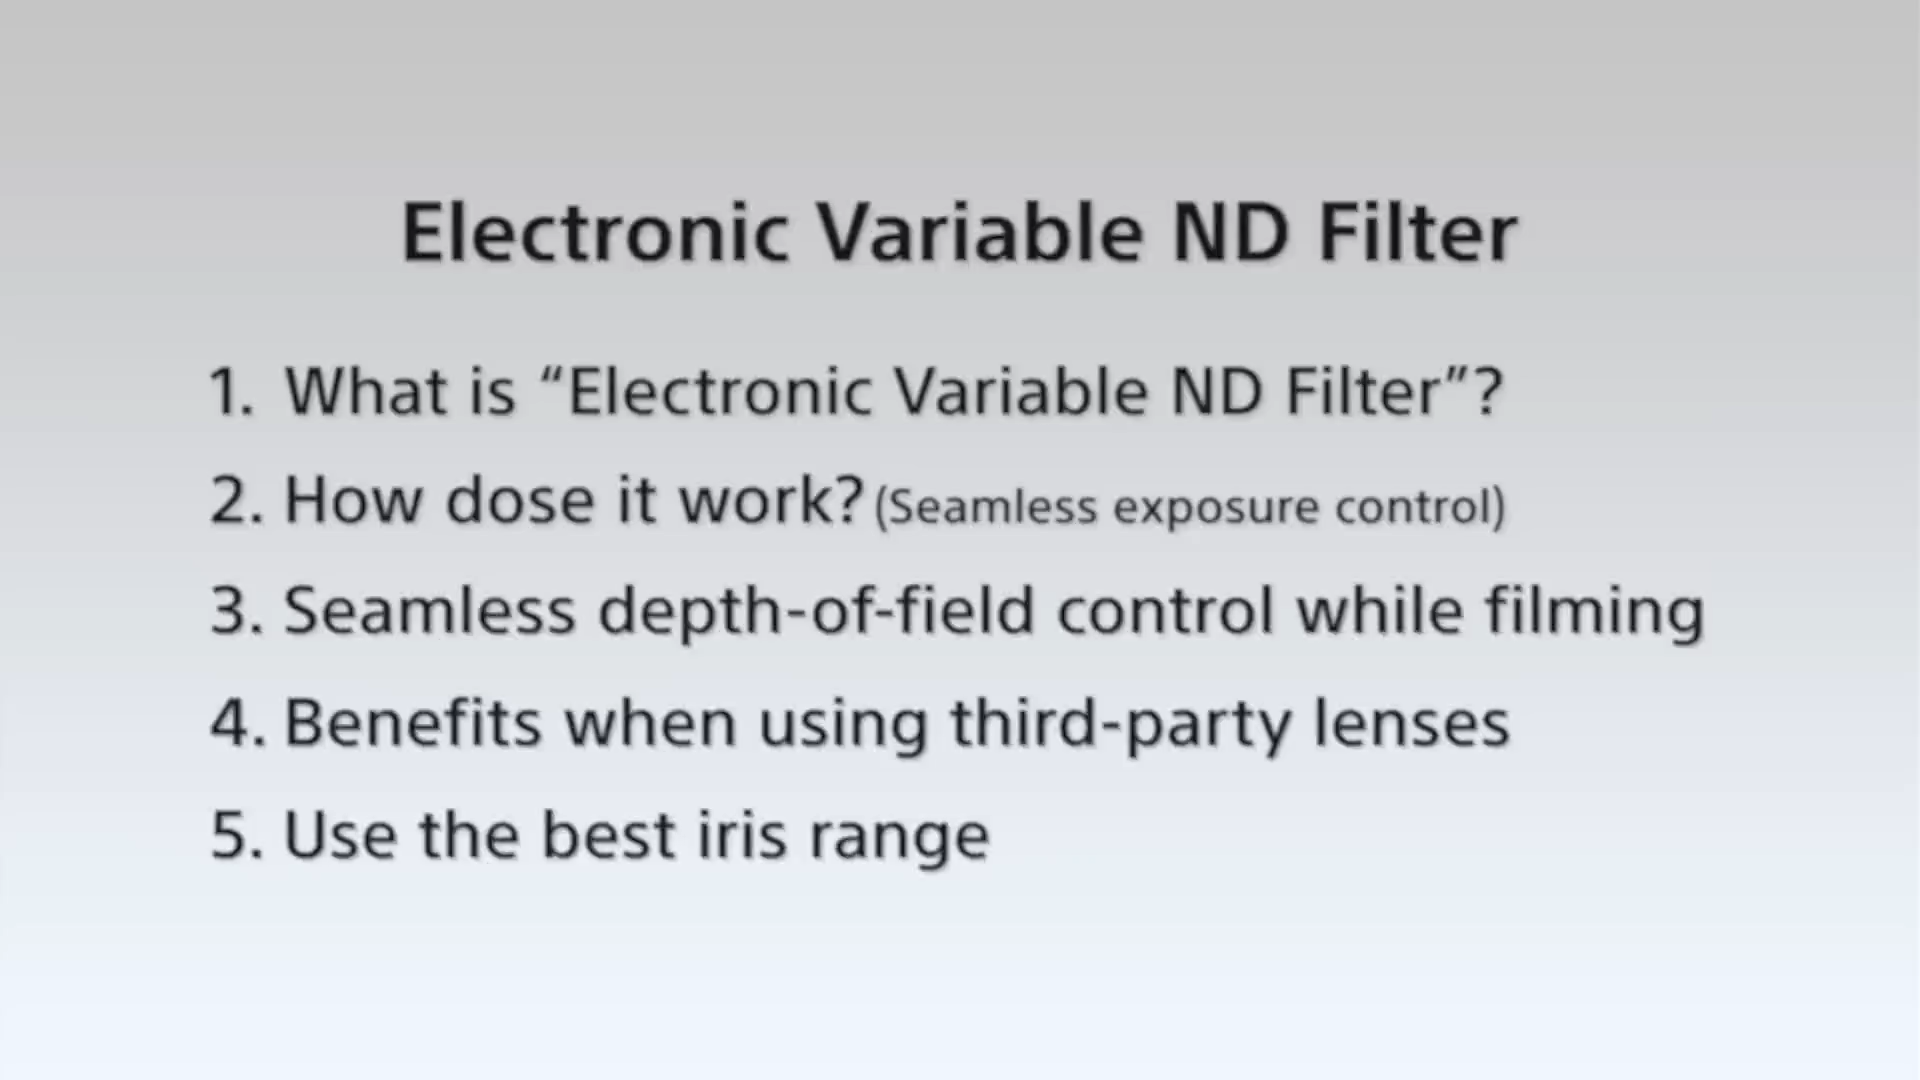 Electronic Variable ND Filter
1. What is “Electronic Variable ND Filter”?
2. How dose it work? (Seamless exposure control)
3. Seamless depth-of-field control while filming
4. Benefits when using third-party lenses
5. Use the best iris range